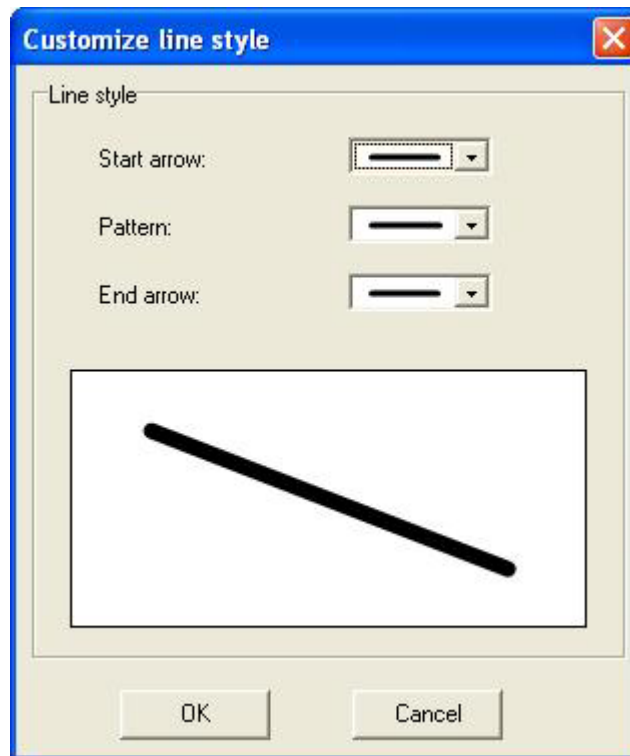 Customize line style
Line style
Start arrow:
Pattern:
End arrow:
OK
Cancel